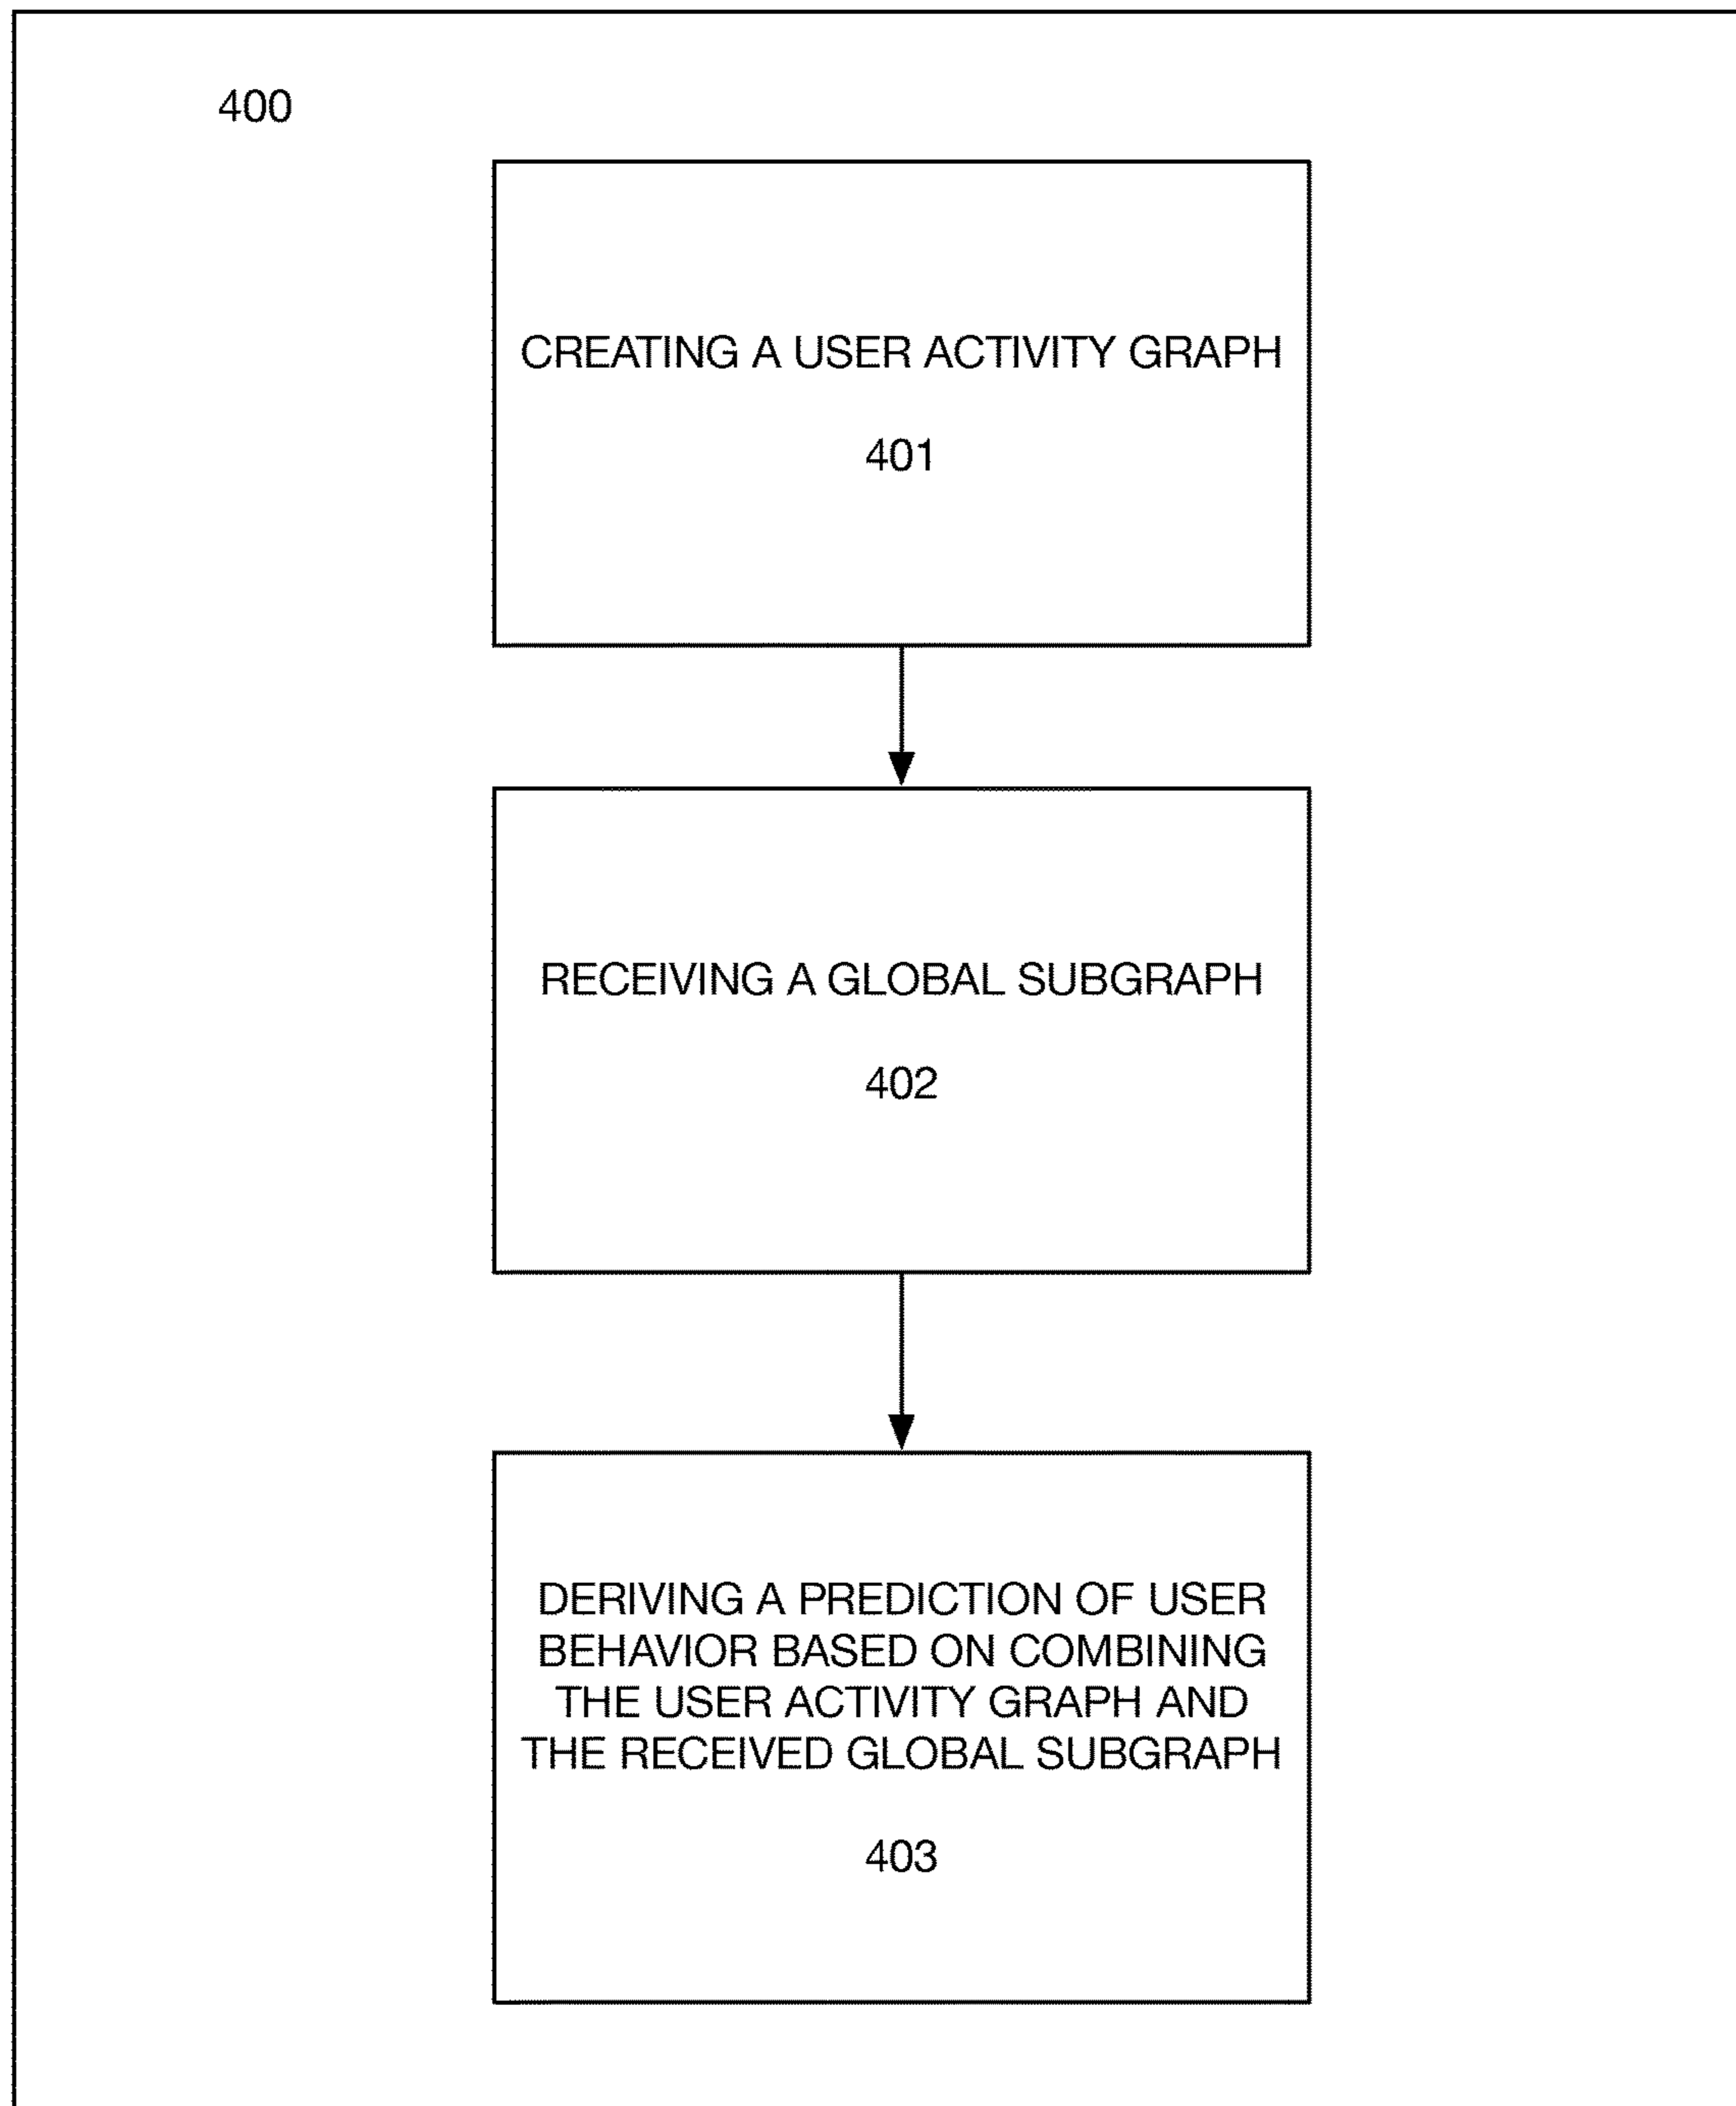 400
CREATING A USER ACTIVITY GRAPH
401
RECEIVING A GLOBAL SUBGRAPH
402
DERIVING A PREDICTION OF USER
BEHAVIOR BASED ON COMBINING
THE USER ACTIVITY GRAPH AND
THE RECEIVED GLOBAL SUBGRAPH
403